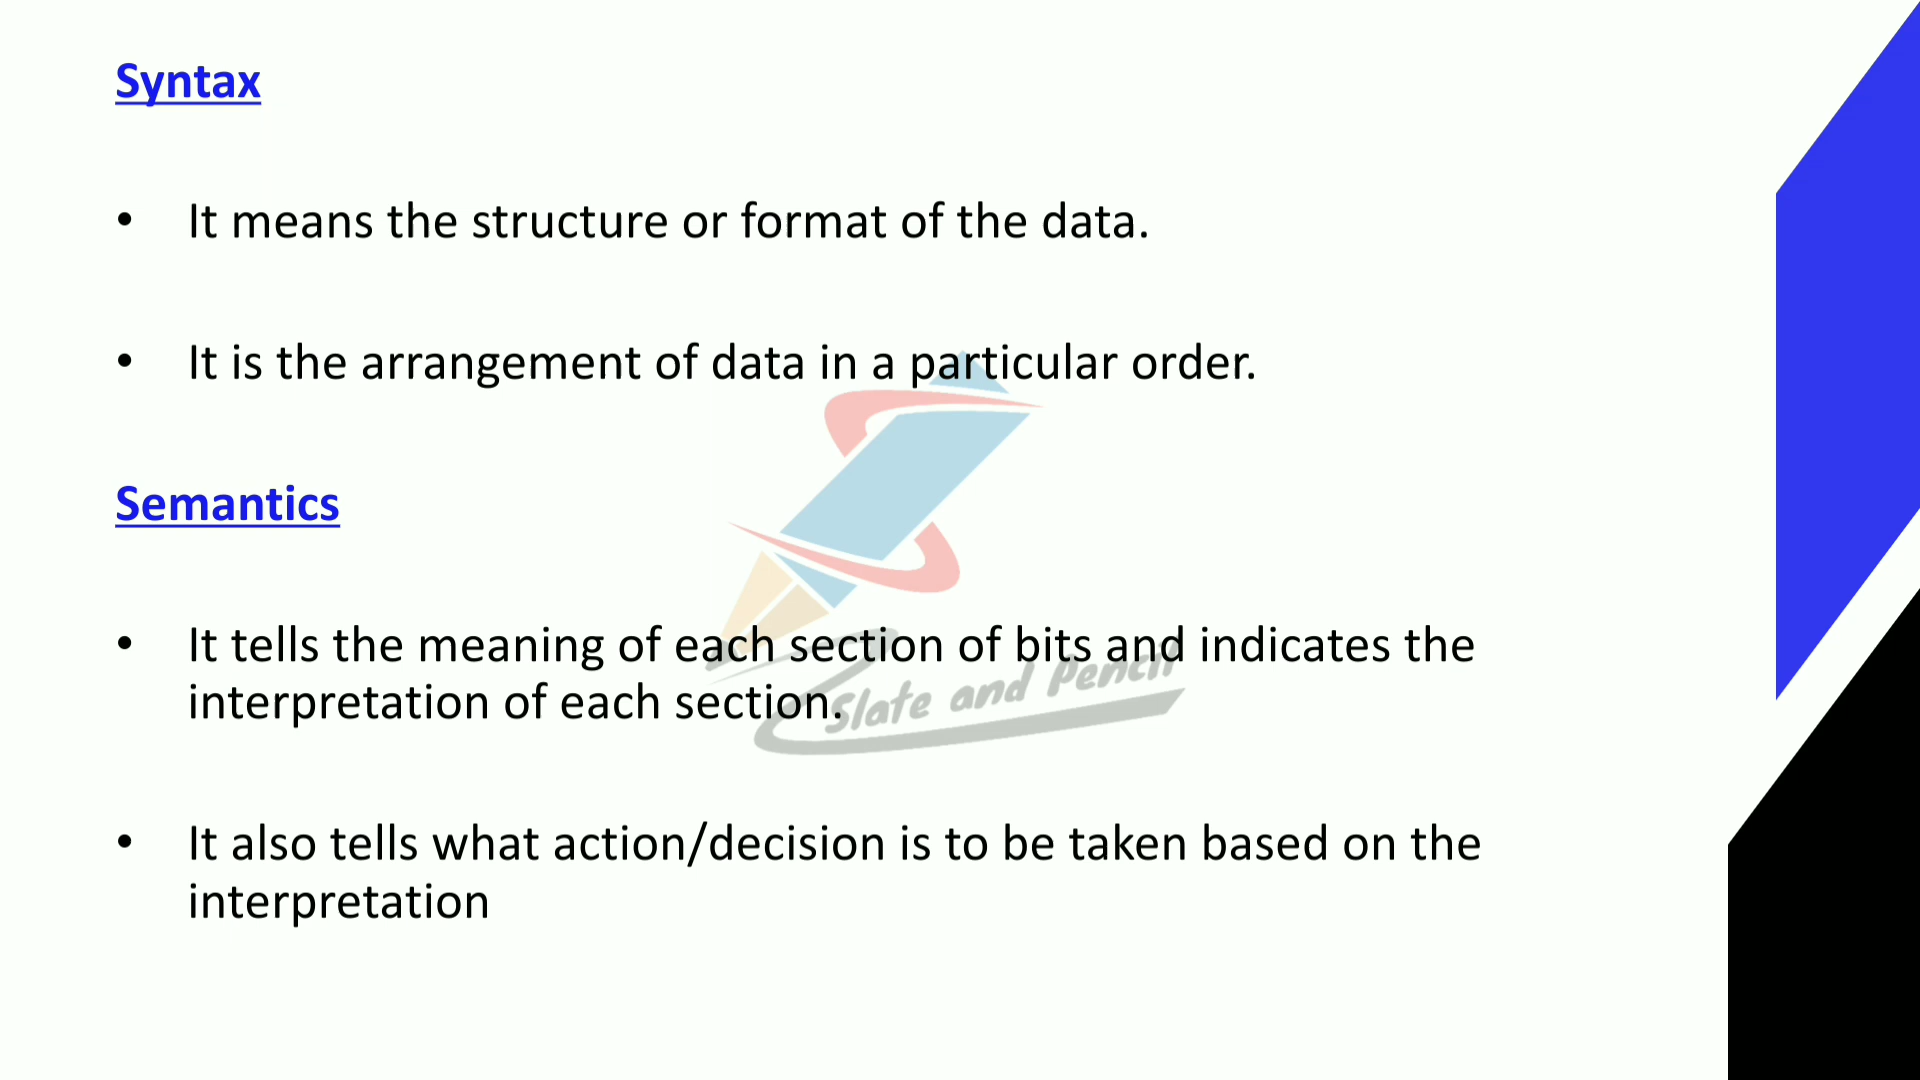 Syntax
• It means the structure or format of the data.
• It is the arrangement of data in a particular order.
Semantics
• It tells the meaning of each section of bits and indicates the
interpretation of each section.
Slate and Pencil
• It also tells what action/decision is to be taken based on the
interpretation